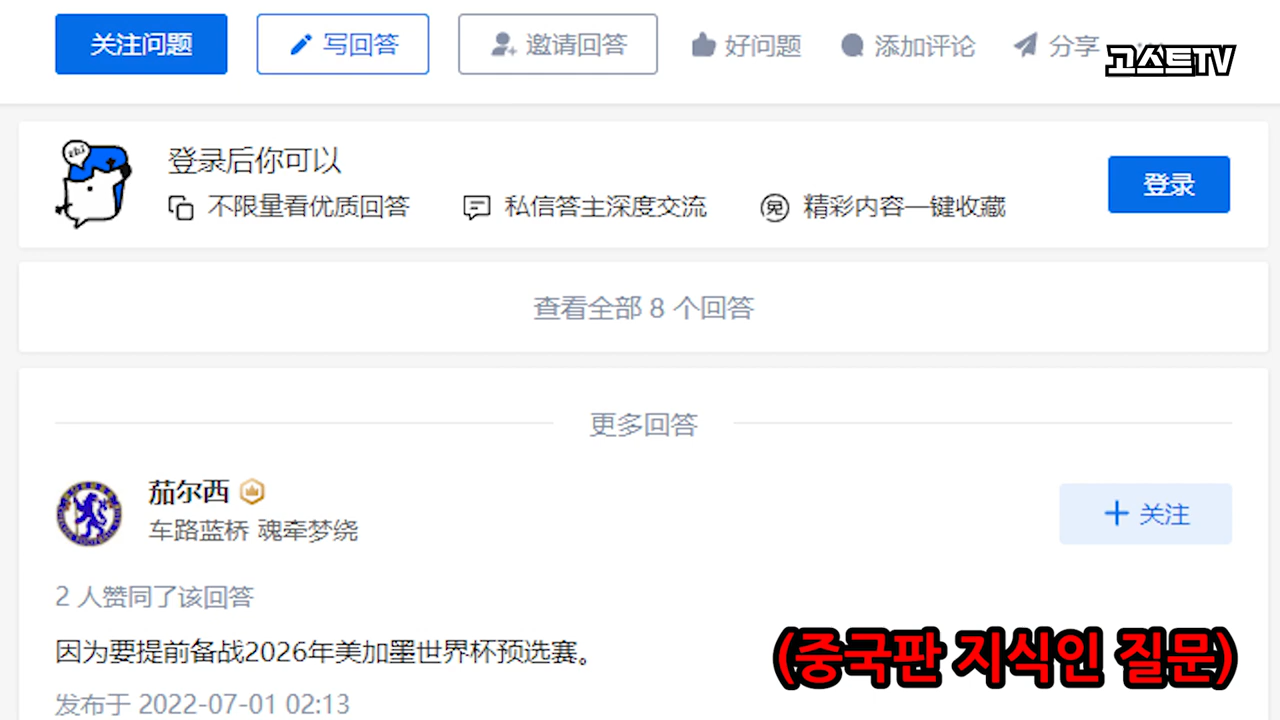 关注问题 写回答 邀请回答 好问题 添加评论 分享
고스트TV
登录后你可以
不限量看优质回答 私信答主深度交流 精彩内容一键收藏
登录
查看全部 8 个回答
更多回答
茄尔西
车路蓝桥 魂牵梦绕
关注
2 人赞同了该回答
因为要提前备战2026年美加墨世界杯预选赛。
(중국판 지식인 질문)
发布于 2022-07-01 02:13